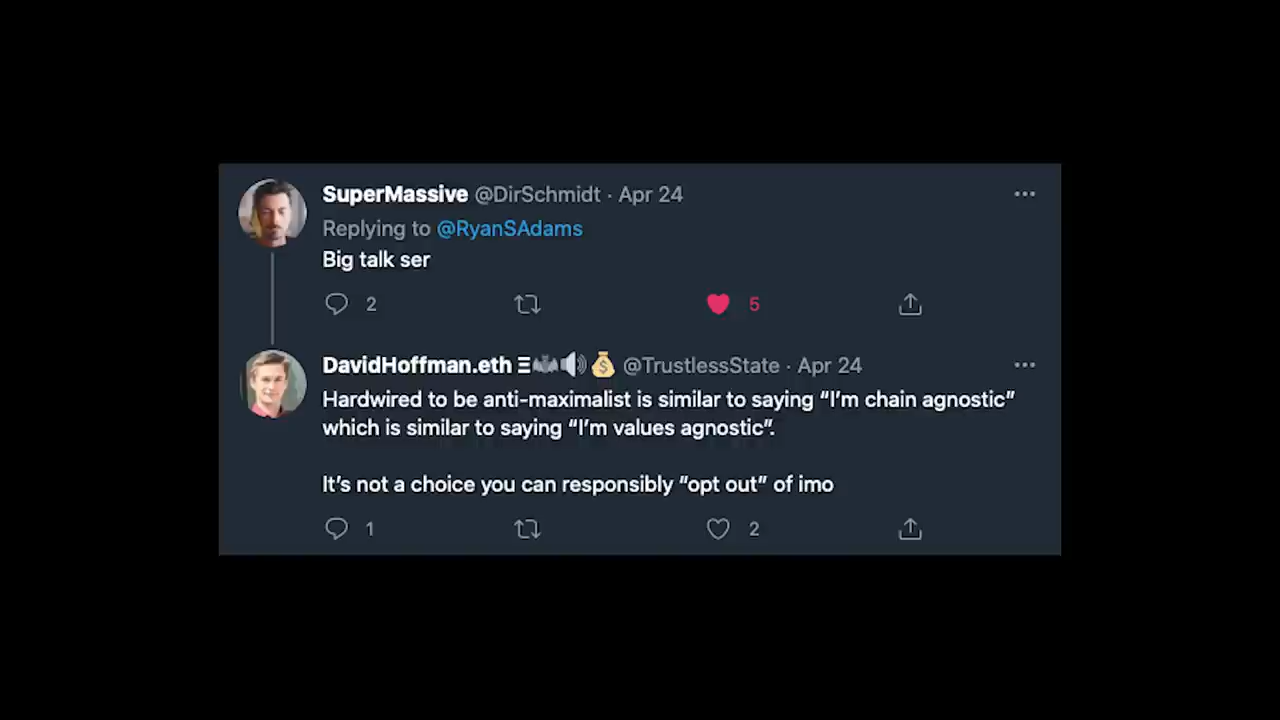 SuperMassive @DirSchmidt · Apr 24
Replying to @RyanSAdams
Big talk ser
2 5
DavidHoffman.eth Ξ🦇🔊💰 @TrustlessState · Apr 24
Hardwired to be anti-maximalist is similar to saying “I’m chain agnostic”
which is similar to saying “I’m values agnostic”.
It’s not a choice you can responsibly “opt out” of imo
1 2